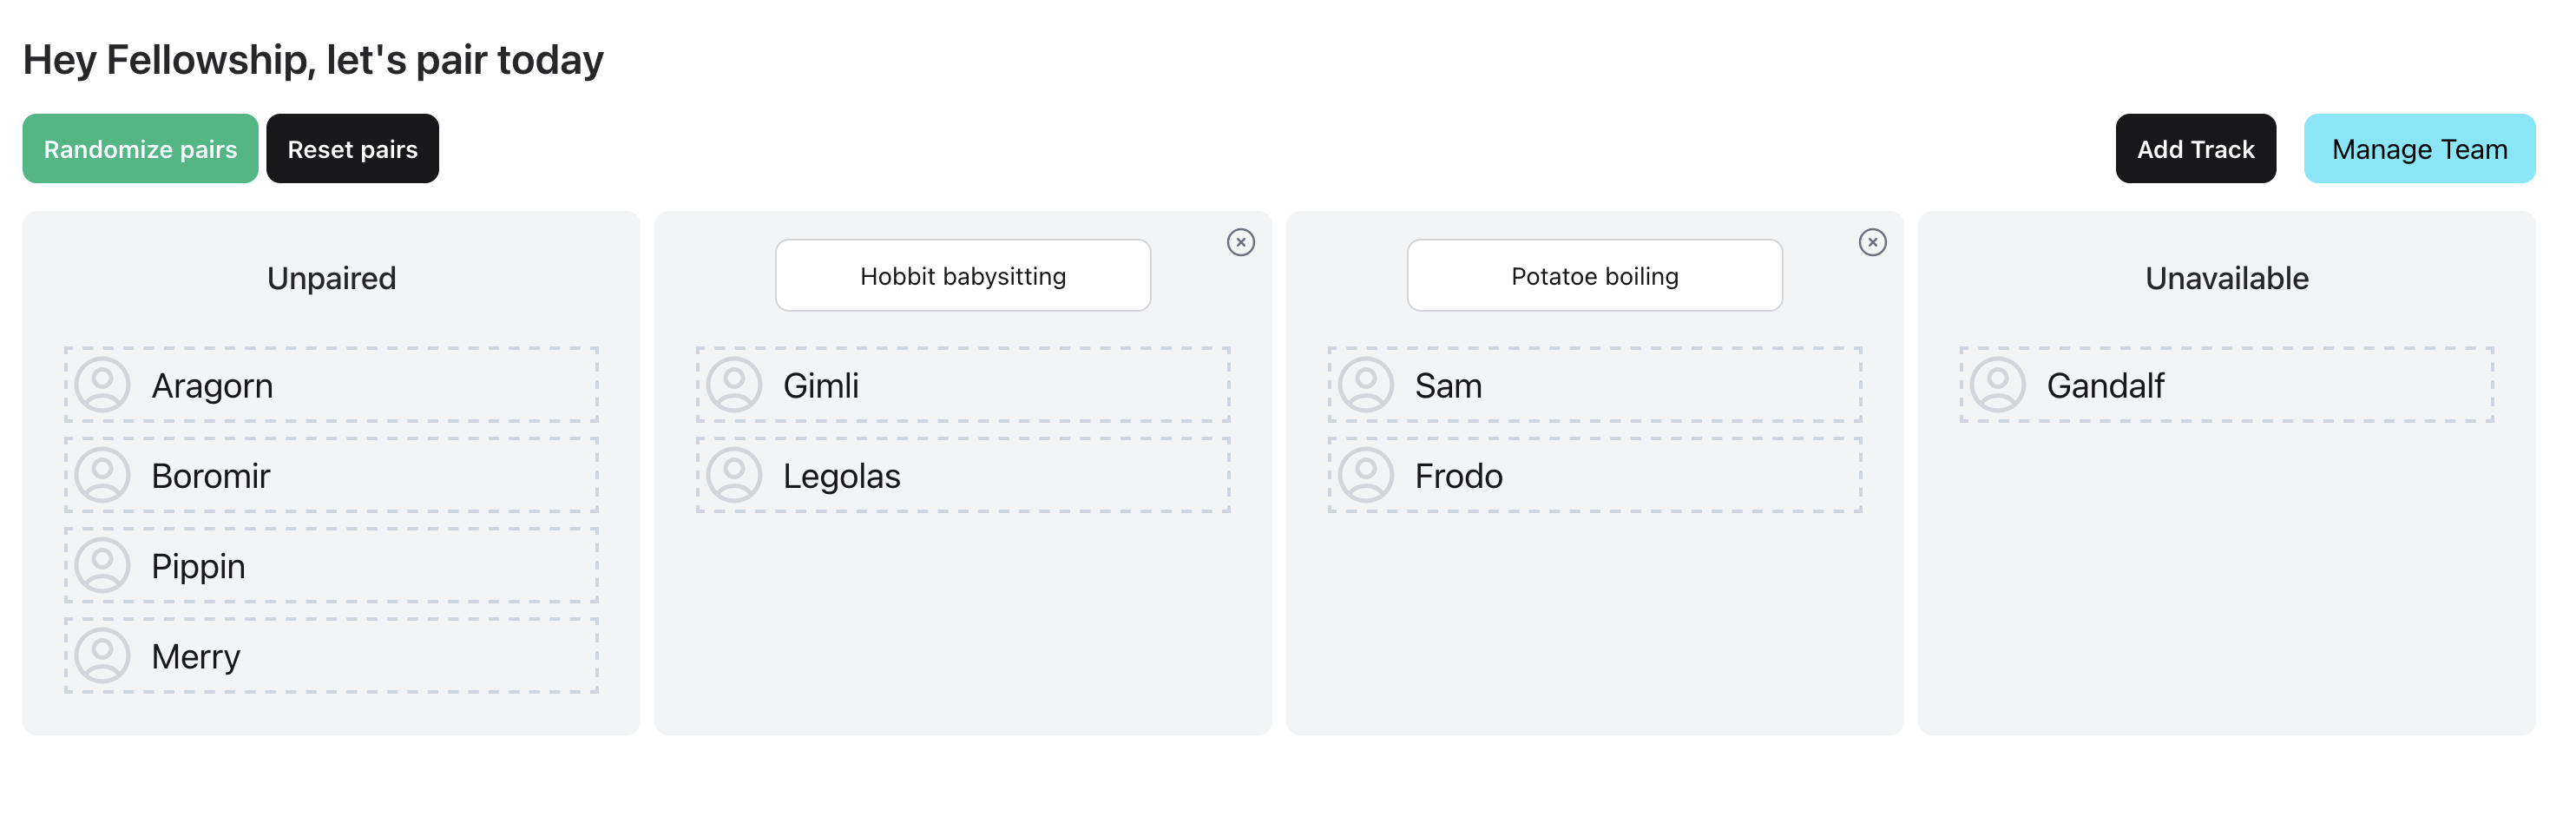 Hey Fellowship, let's pair today
Randomize pairs
Reset pairs
Add Track
Manage Team
Unpaired
Aragorn
Boromir
Pippin
Merry
Hobbit babysitting
Gimli
Legolas
Potatoe boiling
Sam
Frodo
Unavailable
Gandalf